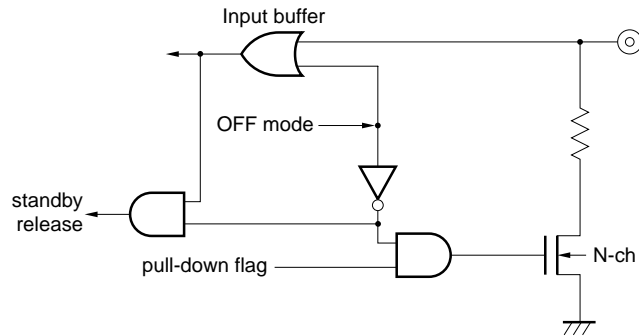 Input buffer
OFF mode
standby
release
pull-down flag
N-ch